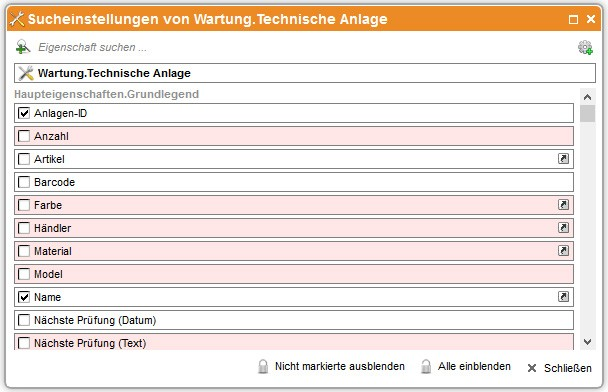 Sucheinstellungen von Wartung.Technische Anlage
Eigenschaft suchen ...
Wartung.Technische Anlage
Haupteigenschaften.Grundlegend
Anlagen-ID
Anzahl
Artikel
Barcode
Farbe
Händler
Material
Model
Name
Nächste Prüfung (Datum)
Nächste Prüfung (Text)
Nicht markierte ausblenden Alle einblenden Schließen